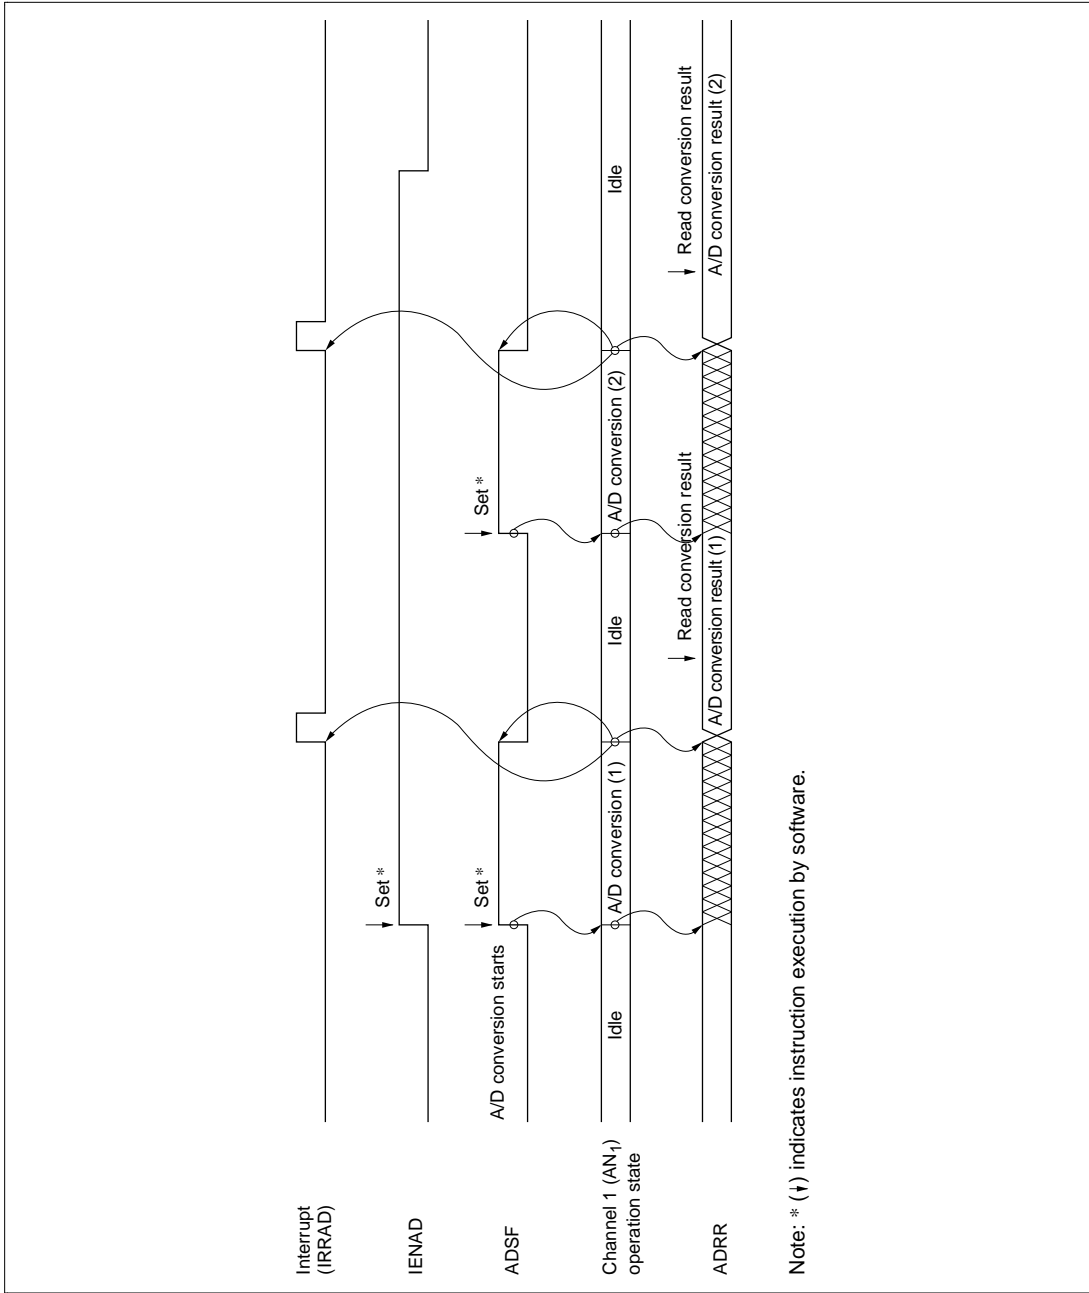 Interrupt
(IRRAD)
IENAD
Set *
ADSF
A/D conversion starts
Set *
Set *
Channel 1 (AN1)
operation state
Idle
A/D conversion (1)
Idle
A/D conversion (2)
Idle
Read conversion result
Read conversion result
ADRR
A/D conversion result (1)
A/D conversion result (2)
Note: * (↓) indicates instruction execution by software.